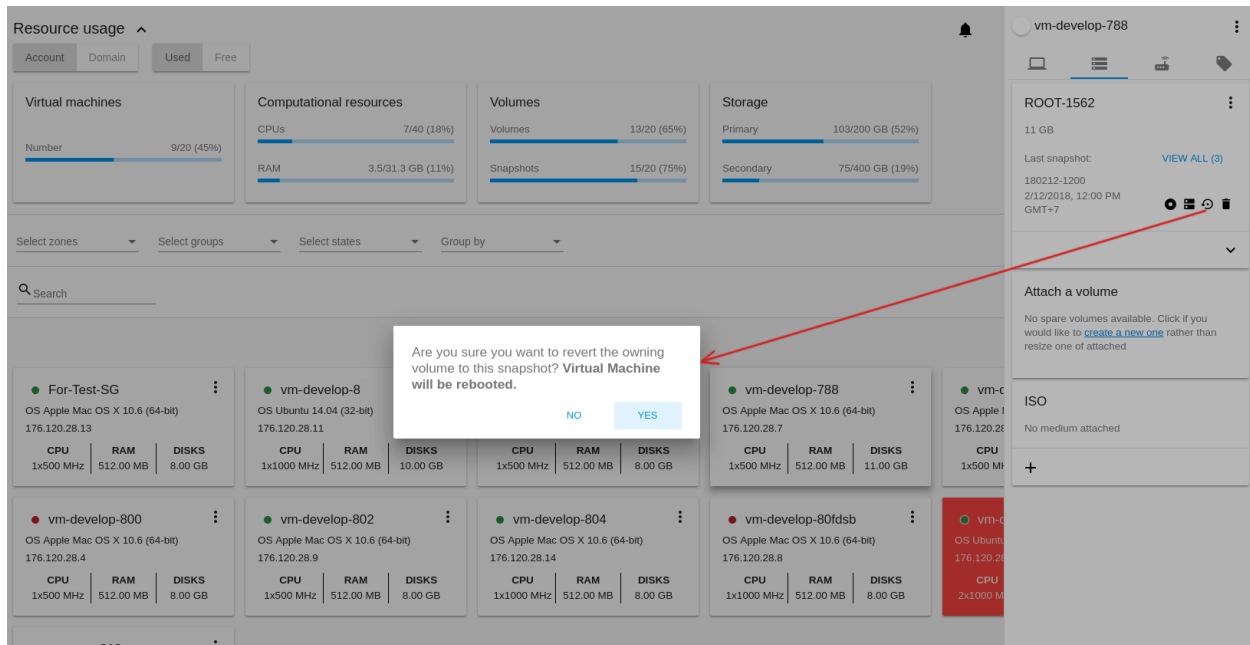 Resource usage
Account Domain Used Free
Virtual machines
Number 9/20 (45%)
Computational resources
CPUs 7/40 (18%)
RAM 3.5/31.3 GB (11%)
Volumes
Volumes 13/20 (65%)
Snapshots 15/20 (75%)
Storage
Primary 103/200 GB (52%)
Secondary 75/400 GB (19%)
Select zones Select groups Select states Group by
Search
Are you sure you want to revert the owning
volume to this snapshot? Virtual Machine
will be rebooted.
NO YES
For-Test-SG
OS Apple Mac OS X 10.6 (64-bit)
176.120.28.13
CPU RAM DISKS
1x500 MHz 512.00 MB 8.00 GB
vm-develop-8
OS Ubuntu 14.04 (32-bit)
176.120.28.11
CPU RAM DISKS
1x1000 MHz 512.00 MB 10.00 GB
CPU RAM DISKS
1x500 MHz 512.00 MB 8.00 GB
vm-develop-788
OS Apple Mac OS X 10.6 (64-bit)
176.120.28.7
CPU RAM DISKS
1x500 MHz 512.00 MB 11.00 GB
OS Apple
176.120.28
CPU
1x500
vm-develop-800
OS Apple Mac OS X 10.6 (64-bit)
176.120.28.4
CPU RAM DISKS
1x500 MHz 512.00 MB 8.00 GB
vm-develop-802
OS Apple Mac OS X 10.6 (64-bit)
176.120.28.9
CPU RAM DISKS
1x500 MHz 512.00 MB 8.00 GB
vm-develop-804
OS Apple Mac OS X 10.6 (64-bit)
176.120.28.14
CPU RAM DISKS
1x1000 MHz 512.00 MB 8.00 GB
vm-develop-80fdsb
OS Apple Mac OS X 10.6 (64-bit)
176.120.28.8
CPU RAM DISKS
1x1000 MHz 512.00 MB 8.00 GB
OS Ubuntu
176.120.28
CPU
2x1000
vm-develop-788
ROOT-1562
11 GB
Last snapshot: VIEW ALL (3)
180212-1200
2/12/2018, 12:00 PM
GMT+7
Attach a volume
No spare volumes available. Click if you
would like to create a new one rather than
resize one of attached
ISO
No medium attached